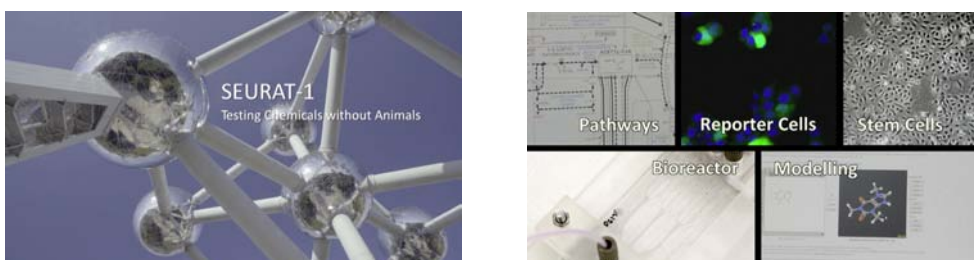 SEURAT-1
Testing Chemicals without Animals
Pathways
Reporter Cells
Stem Cells
Bioreactor
Modelling